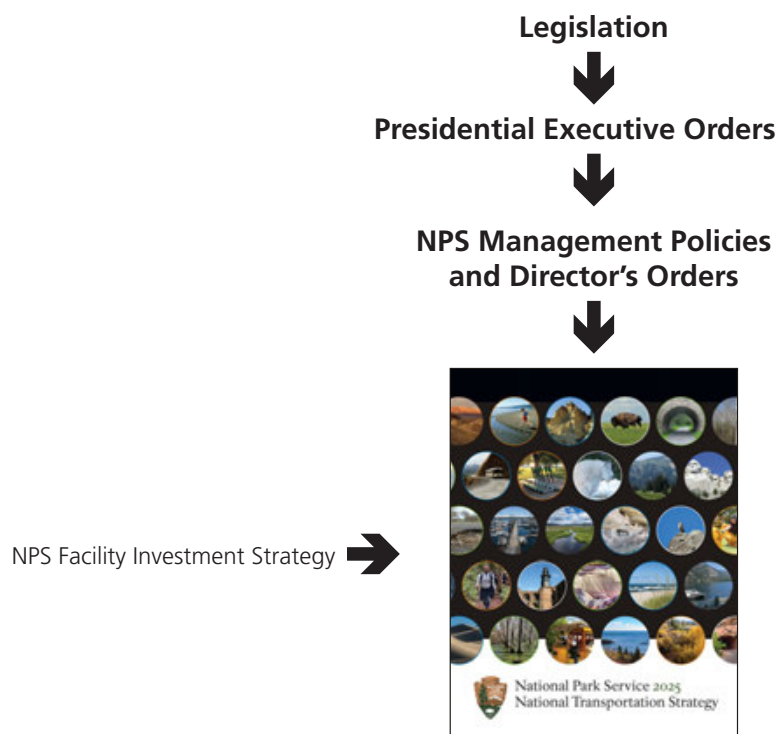 Legislation
Presidential Executive Orders
NPS Management Policies
and Director's Orders
NPS Facility Investment Strategy
National Park Service 2025
National Transportation Strategy